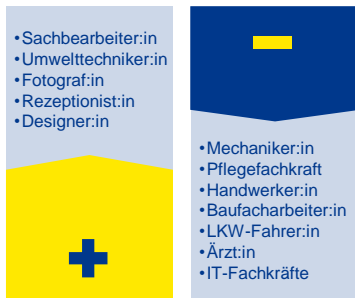 •Sachbearbeiter:in
•Umwelttechniker:in
•Fotograf:in
•Rezeptionist:in
•Designer:in
•Mechaniker:in
•Pflegefachkraft
•Handwerker:in
•Baufacharbeiter:in
•LKW-Fahrer:in
•Ärzt:in
•IT-Fachkräfte